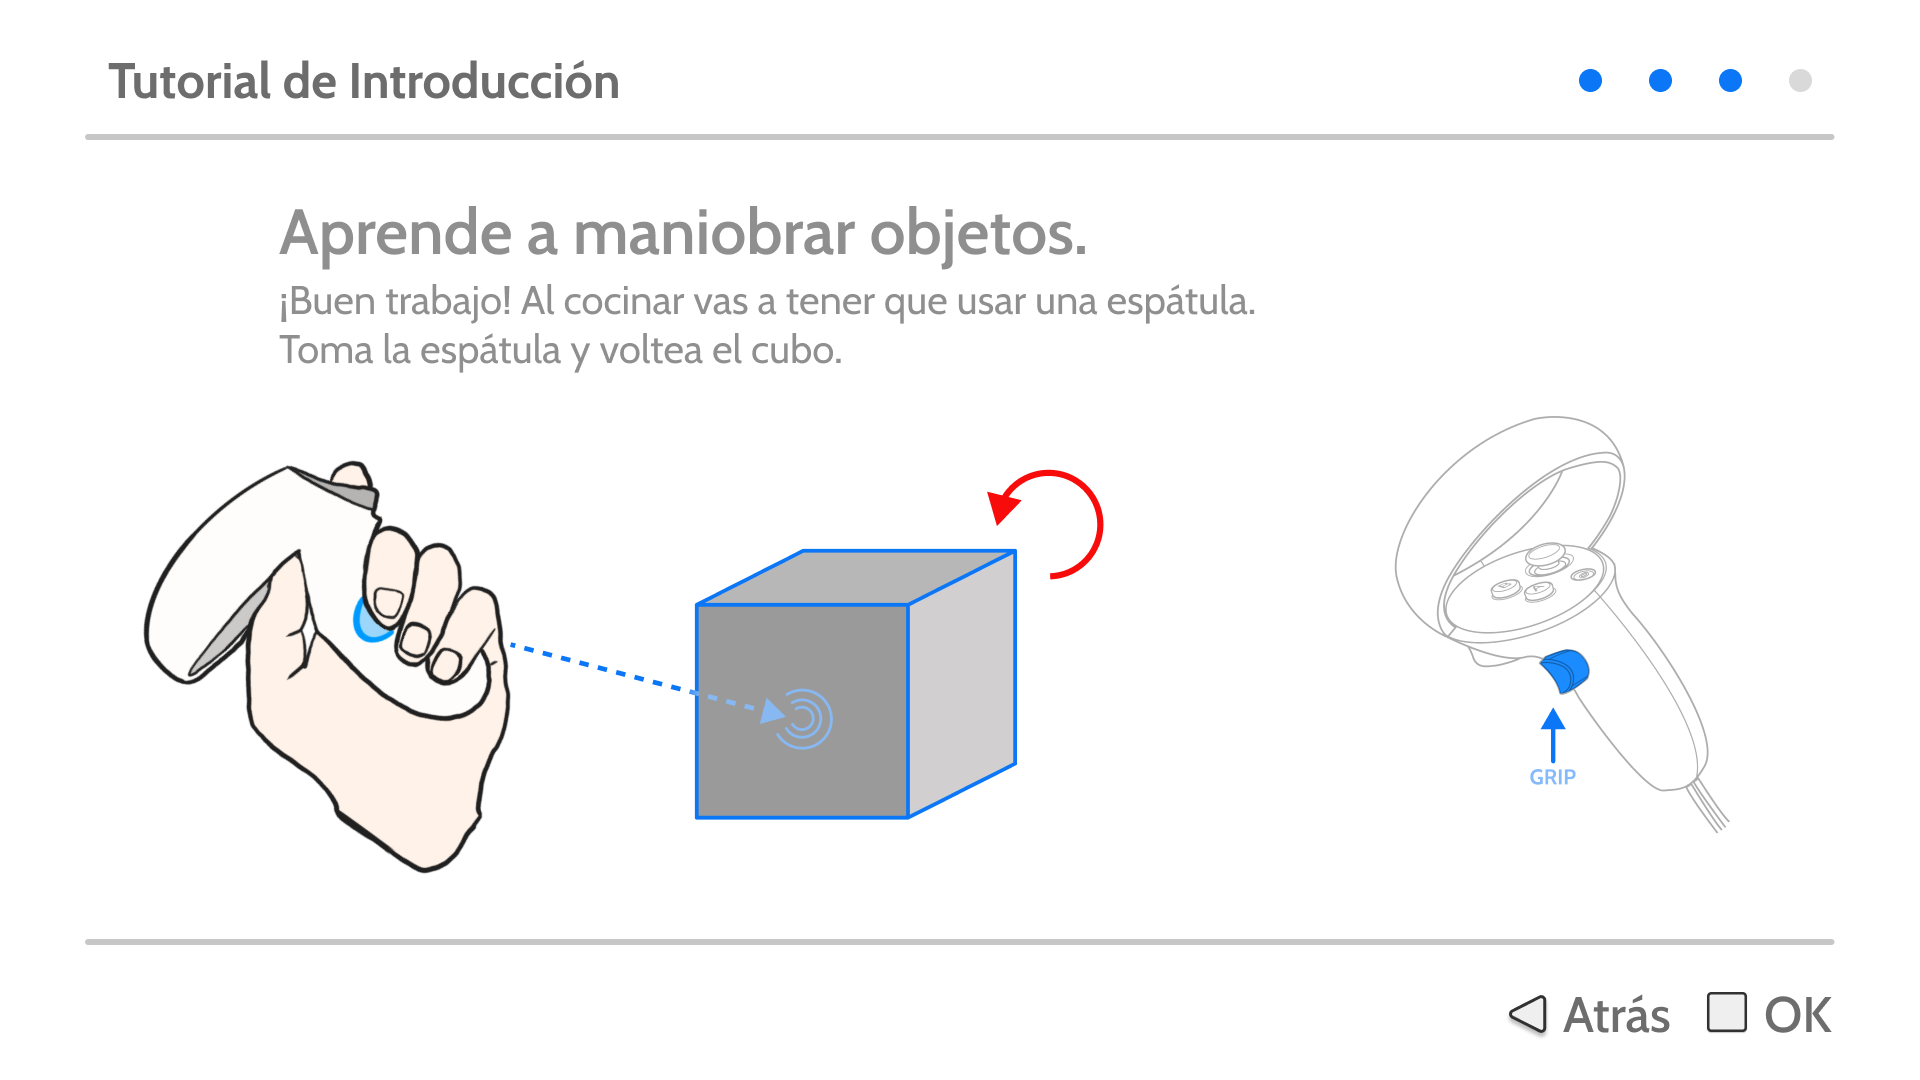 Tutorial de Introducción
Aprende a maniobrar objetos.
¡Buen trabajo! Al cocinar vas a tener que usar una espátula.
Toma la espátula y voltea el cubo.
GRIP
Atrás
OK